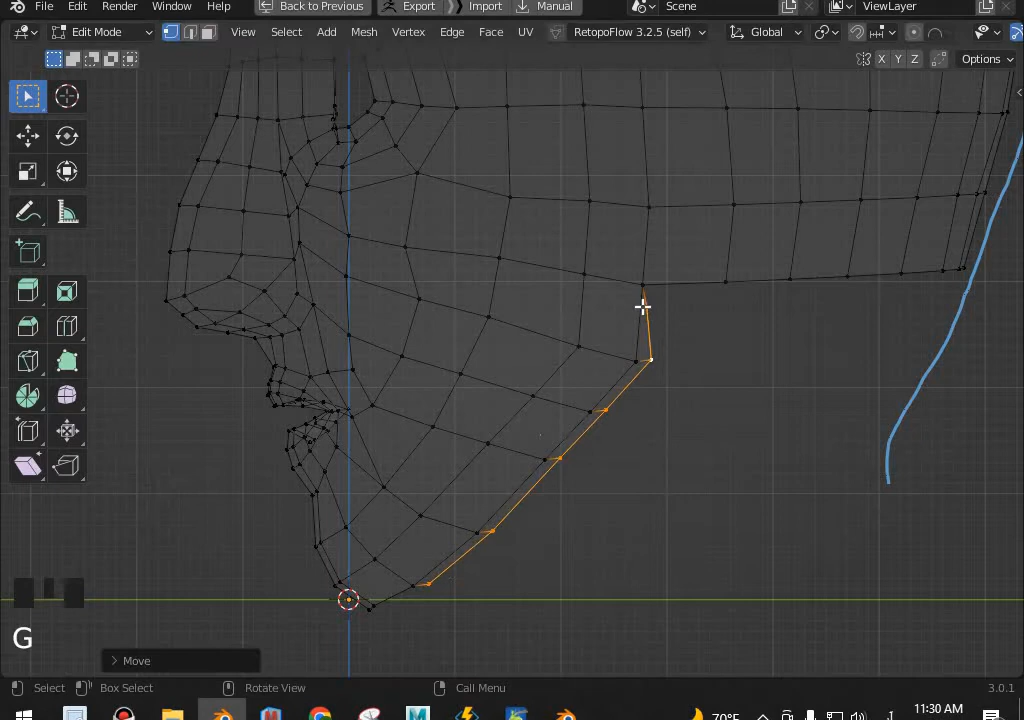 File Edit Render Window Help Back to Previous Export Import Manual Scene ViewLayer
Edit Mode View Select Add Mesh Vertex Edge Face UV RetopoFlow 3.2.5 (self) Global
X Y Z Options
G
Move
Select Box Select Rotate View Call Menu 3.0.1
70°F 11:30 AM